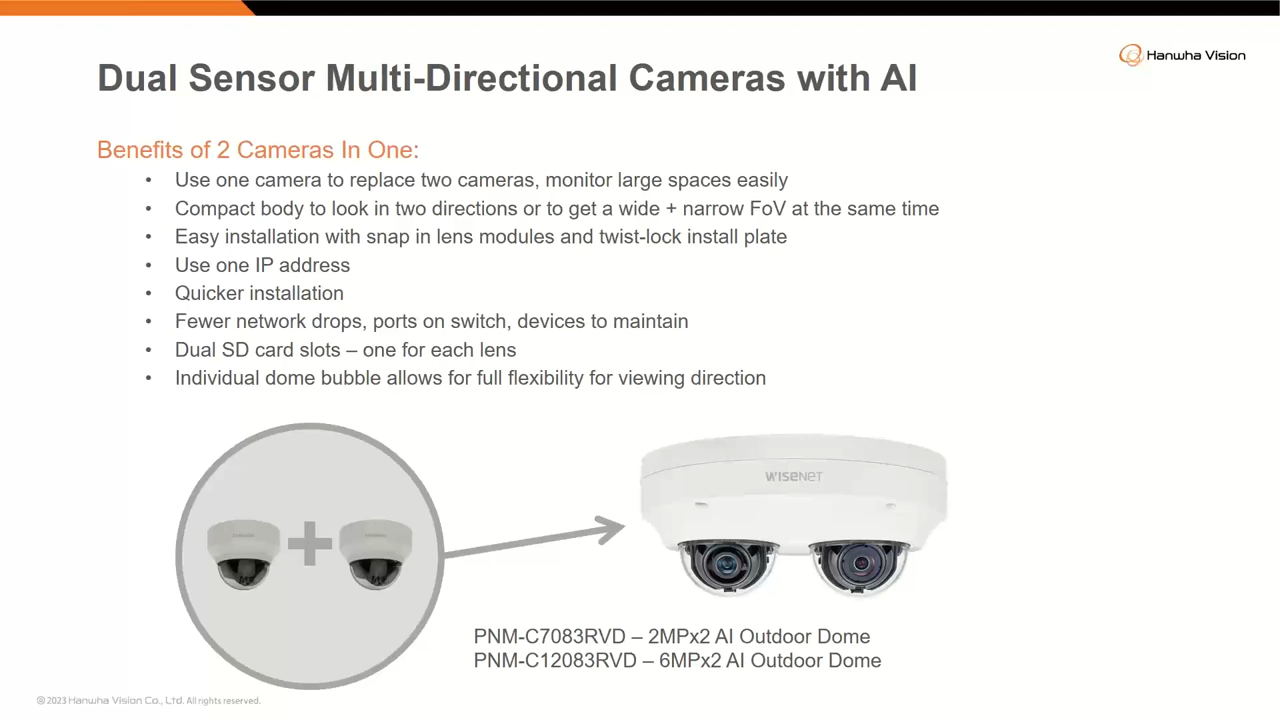 Hanwha Vision
Dual Sensor Multi-Directional Cameras with AI
Benefits of 2 Cameras In One:
• Use one camera to replace two cameras, monitor large spaces easily
• Compact body to look in two directions or to get a wide + narrow FoV at the same time
• Easy installation with snap in lens modules and twist-lock install plate
• Use one IP address
• Quicker installation
• Fewer network drops, ports on switch, devices to maintain
• Dual SD card slots – one for each lens
• Individual dome bubble allows for full flexibility for viewing direction
WISENET
PNM-C7083RVD – 2MPx2 AI Outdoor Dome
PNM-C12083RVD – 6MPx2 AI Outdoor Dome
© 2023 Hanwha Vision Co., Ltd. All rights reserved.